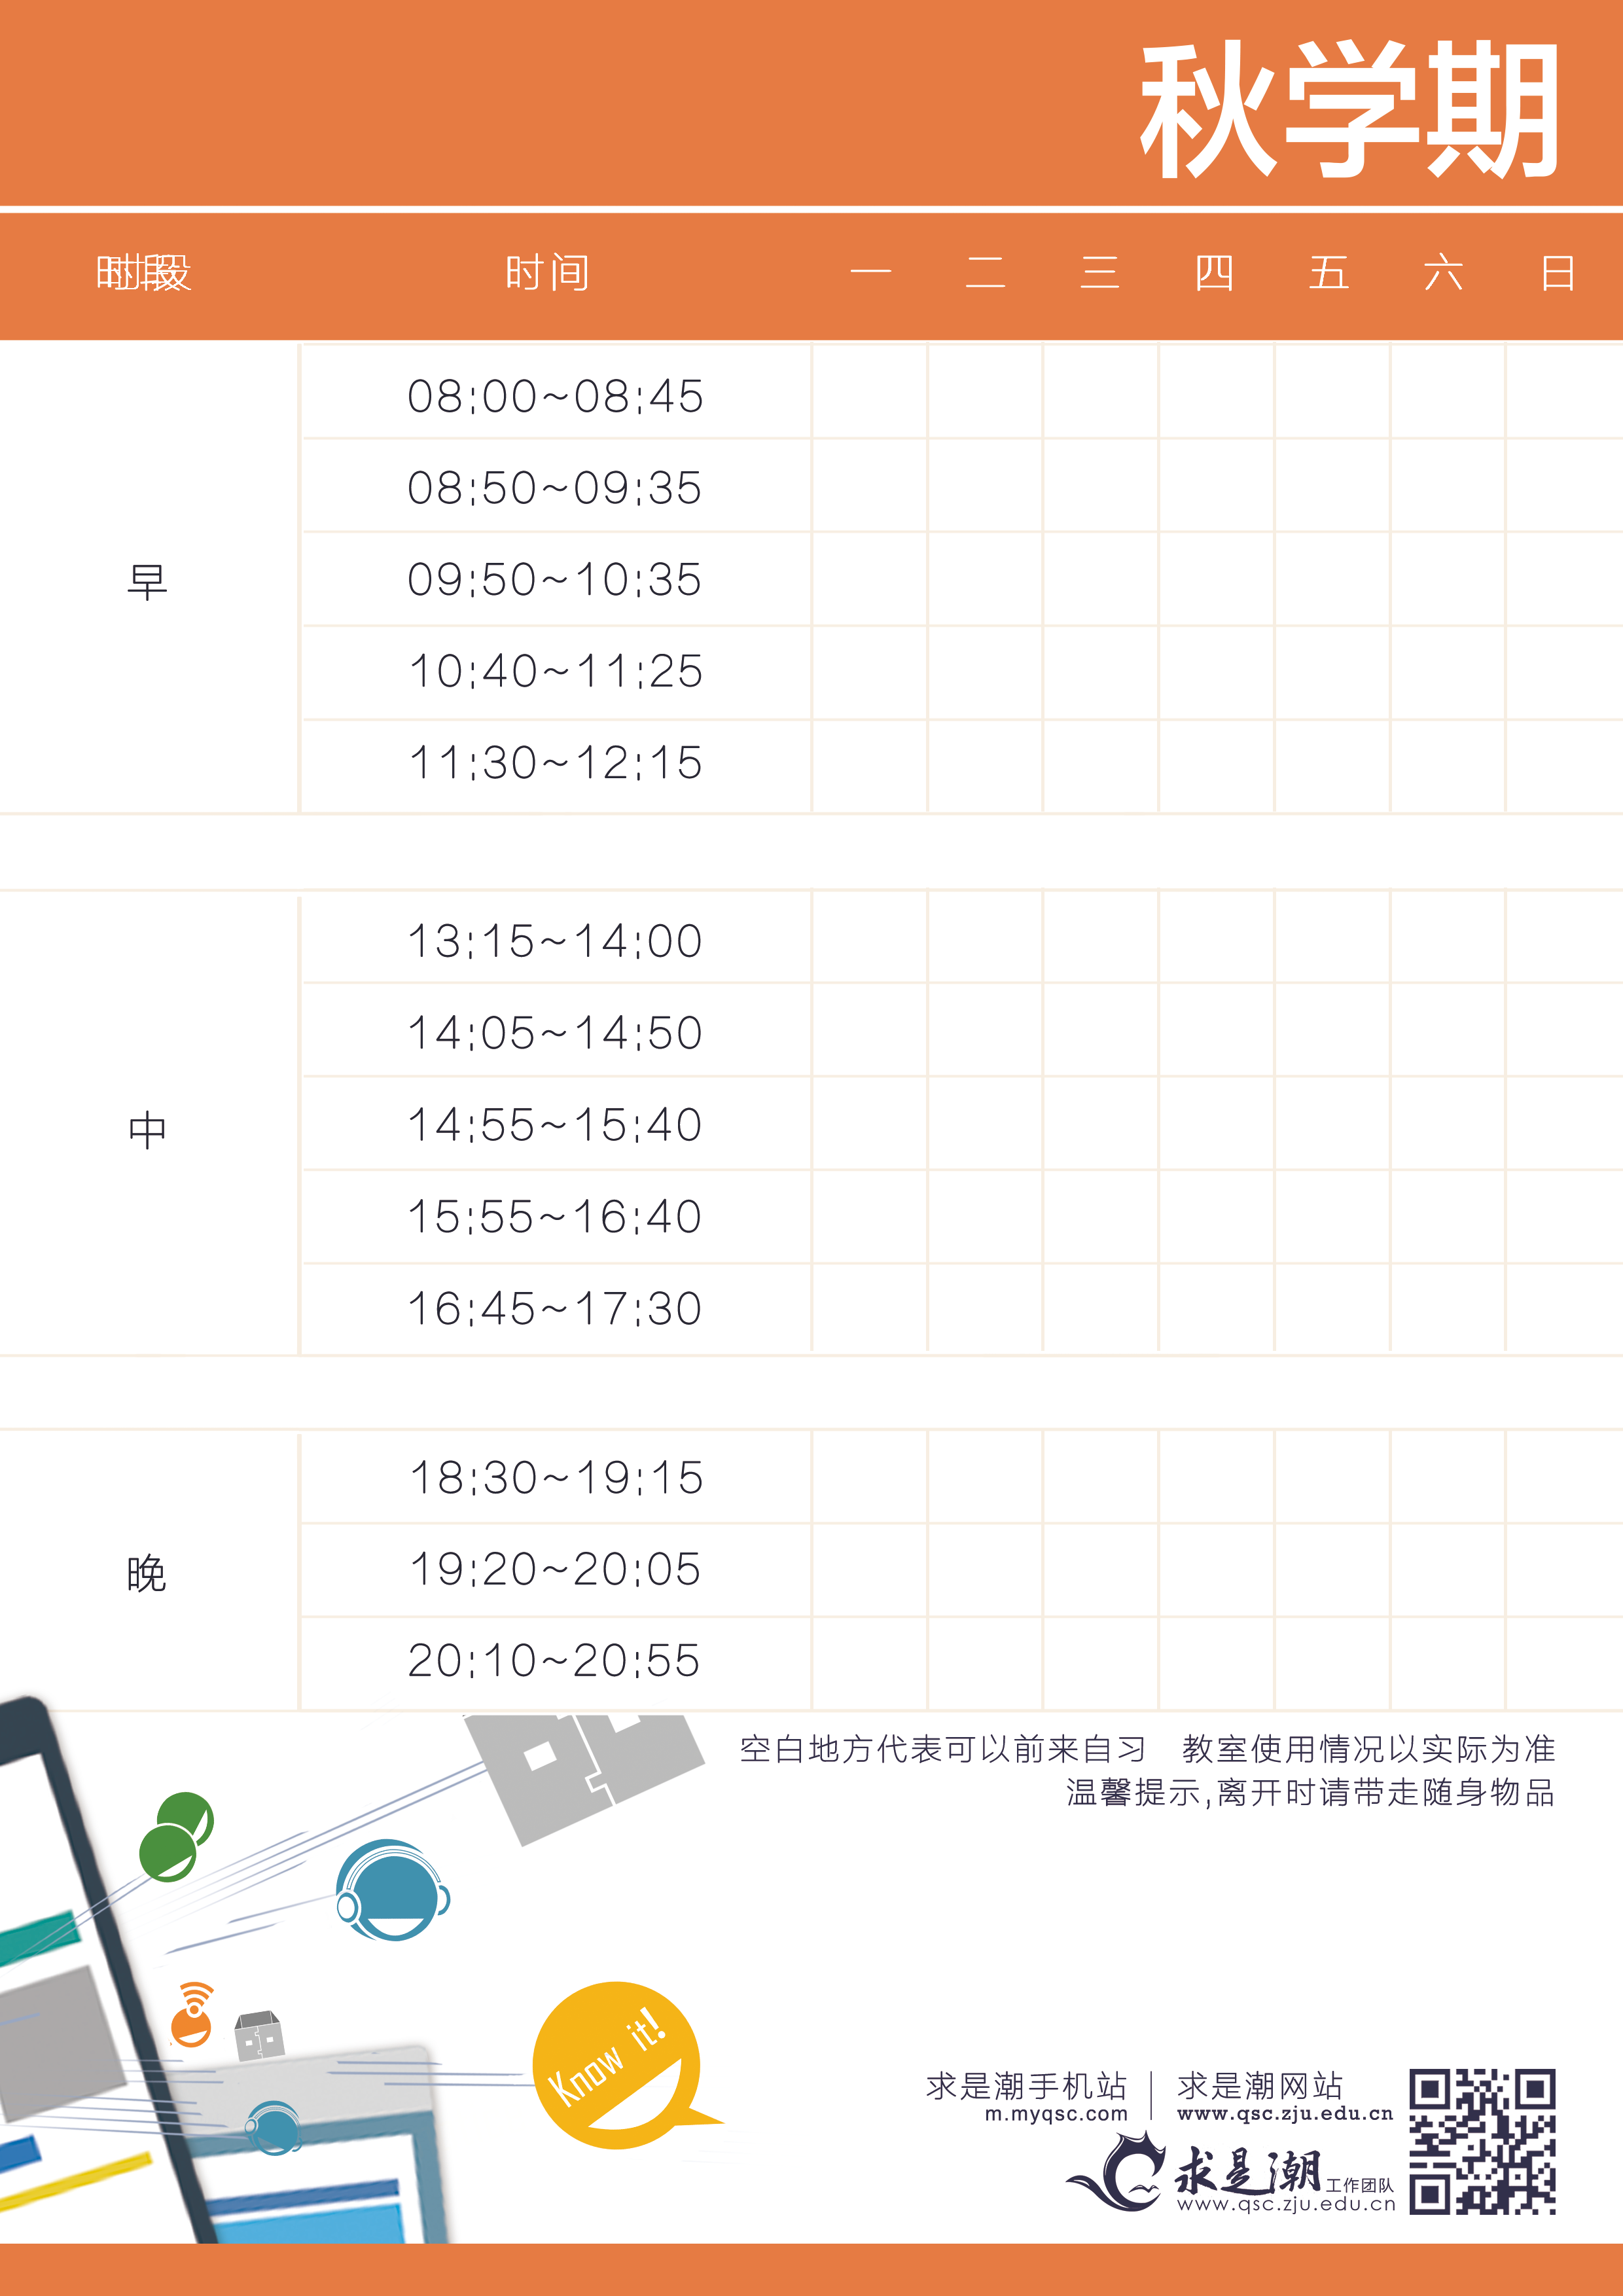 秋学期
时段 时间 一 二 三 四 五 六 日
早
08:00~08:45
08:50~09:35
09:50~10:35
10:40~11:25
11:30~12:15
中
13:15~14:00
14:05~14:50
14:55~15:40
15:55~16:40
16:45~17:30
晚
18:30~19:15
19:20~20:05
20:10~20:55
空白地方代表可以前来自习 教室使用情况以实际为准
温馨提示,离开时请带走随身物品
Know it!
求是潮手机站 求是潮网站
m.myqsc.com www.qsc.zju.edu.cn
求是潮工作团队
www.qsc.zju.edu.cn